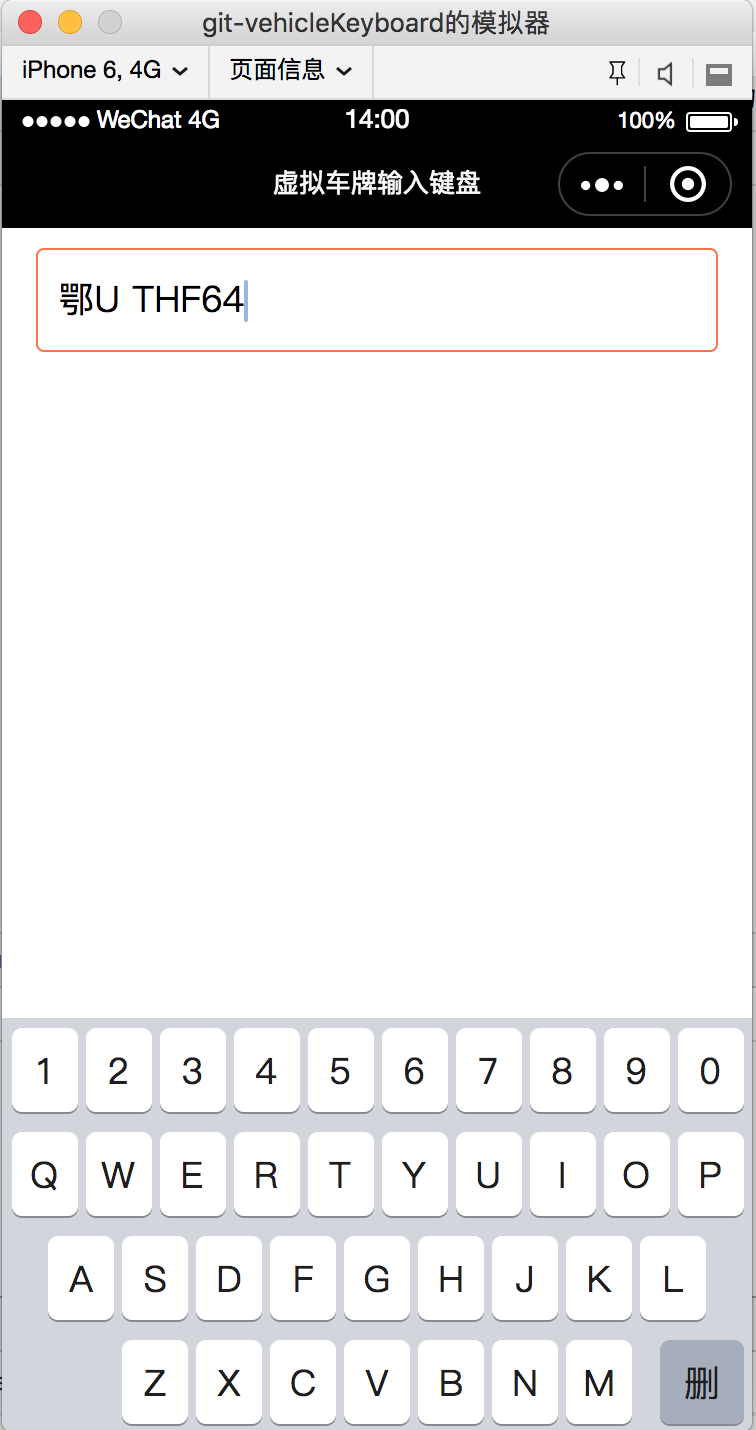 git-vehicleKeyboard的模拟器
iPhone 6, 4G 页面信息
WeChat 4G 14:00 100%
虚拟车牌输入键盘
鄂U THF64
1 2 3 4 5 6 7 8 9 0
Q W E R T Y U I O P
A S D F G H J K L
Z X C V B N M 删